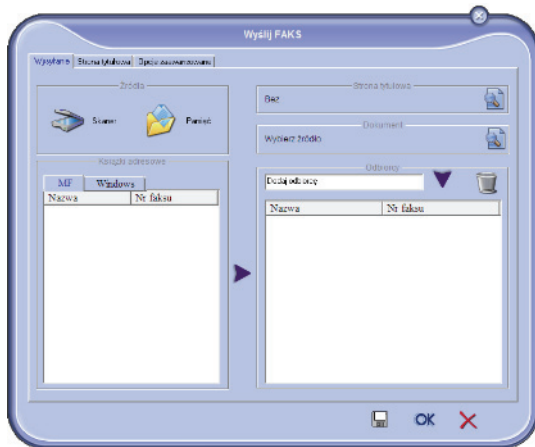 Wyślij FAKS
Wysyłanie Strona tytułowa Opcje zaawansowane
Źródła
Skaner Pamięć
Strona tytułowa
Bez
Dokument
Wybierz źródło
Książki adresowe
MF Windows
Nazwa Nr faksu
Odbiorcy
Dodaj odbiorcę
Nazwa Nr faksu
OK